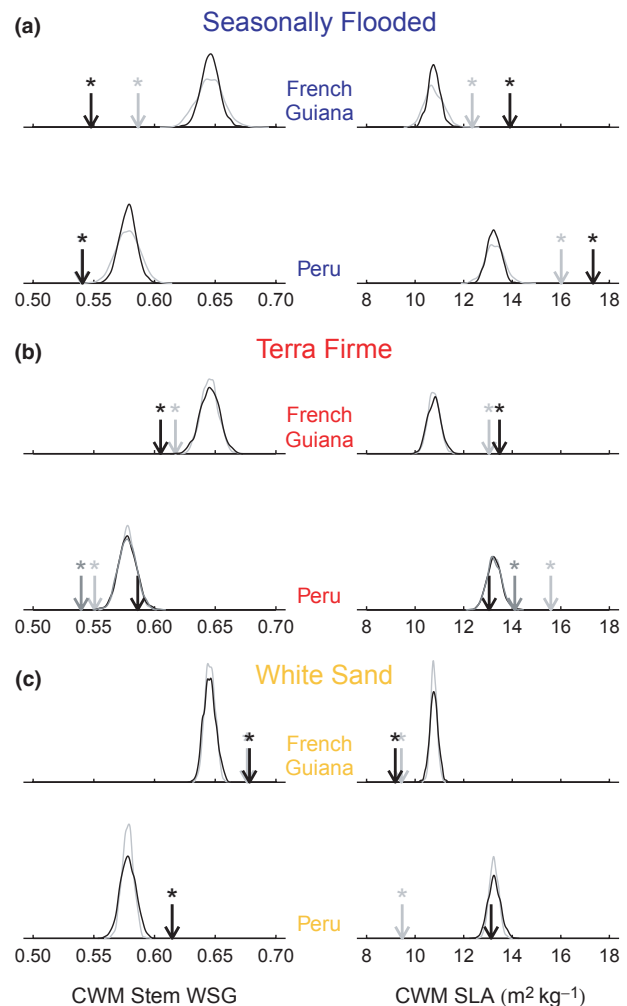 (a) Seasonally Flooded
* * French Guiana * *
* Peru * *
0.50 0.55 0.60 0.65 0.70 8 10 12 14 16 18
(b) Terra Firme
* * French Guiana * *
* * Peru * *
0.50 0.55 0.60 0.65 0.70 8 10 12 14 16 18
(c) White Sand
* * French Guiana * *
* Peru *
0.50 0.55 0.60 0.65 0.70 8 10 12 14 16 18
CWM Stem WSG CWM SLA (m² kg⁻¹)